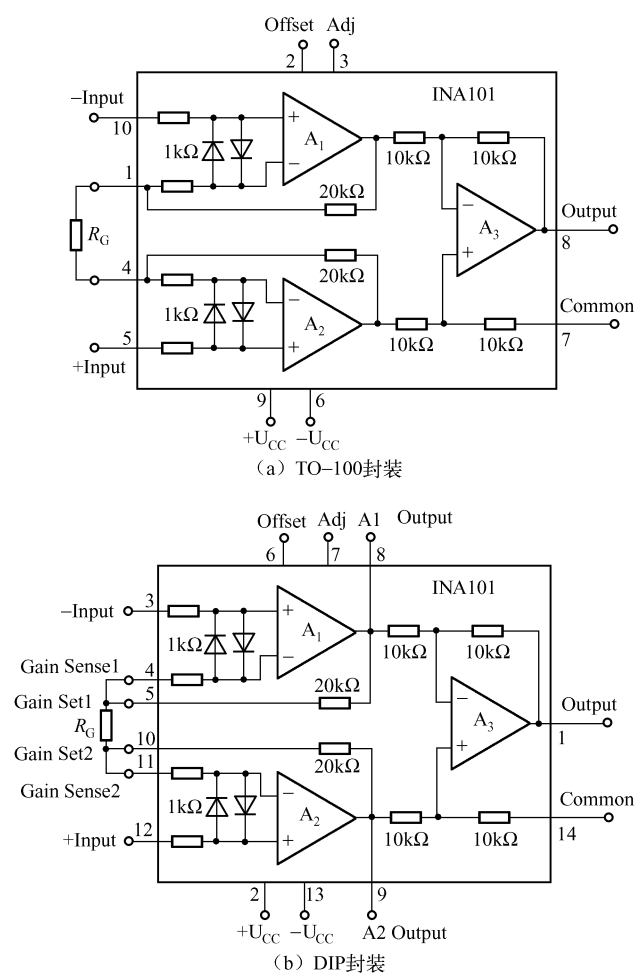 Offset Adj
2 3
INA101
−Input
10
1kΩ
+
−
A1
10kΩ 10kΩ
1
20kΩ
RG
−
+
A3
Output
8
4
20kΩ
1kΩ
−
+
A2
10kΩ 10kΩ
Common
7
5
+Input
9 6
+UCC −UCC
（a）TO−100封装
Offset Adj A1 Output
6 7 8
INA101
−Input 3
1kΩ
+
−
A1
10kΩ 10kΩ
Gain Sense1 4
Gain Set1 5
20kΩ
RG
−
+
A3
Output
1
Gain Set2 10
20kΩ
11
Gain Sense2
1kΩ
−
+
A2
10kΩ 10kΩ
Common
14
+Input 12
2 13 9
+UCC −UCC A2 Output
（b）DIP封装